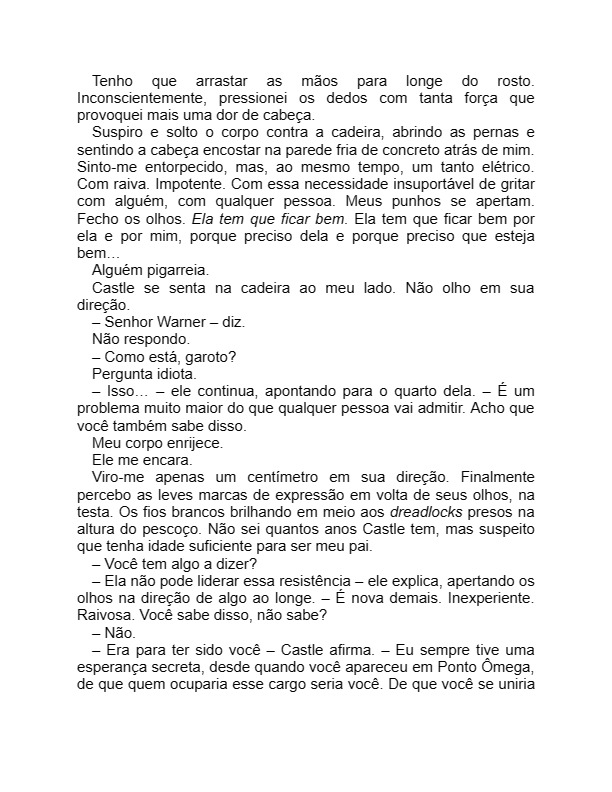 Tenho que arrastar as mãos para longe do rosto.
Inconscientemente, pressionei os dedos com tanta força que
provoquei mais uma dor de cabeça.
Suspiro e solto o corpo contra a cadeira, abrindo as pernas e
sentindo a cabeça encostar na parede fria de concreto atrás de mim.
Sinto-me entorpecido, mas, ao mesmo tempo, um tanto elétrico.
Com raiva. Impotente. Com essa necessidade insuportável de gritar
com alguém, com qualquer pessoa. Meus punhos se apertam.
Fecho os olhos. Ela tem que ficar bem. Ela tem que ficar bem por
ela e por mim, porque preciso dela e porque preciso que esteja
bem…
Alguém pigarreia.
Castle se senta na cadeira ao meu lado. Não olho em sua
direção.
– Senhor Warner – diz.
Não respondo.
– Como está, garoto?
Pergunta idiota.
– Isso… – ele continua, apontando para o quarto dela. – É um
problema muito maior do que qualquer pessoa vai admitir. Acho que
você também sabe disso.
Meu corpo enrijece.
Ele me encara.
Viro-me apenas um centímetro em sua direção. Finalmente
percebo as leves marcas de expressão em volta de seus olhos, na
testa. Os fios brancos brilhando em meio aos dreadlocks presos na
altura do pescoço. Não sei quantos anos Castle tem, mas suspeito
que tenha idade suficiente para ser meu pai.
– Você tem algo a dizer?
– Ela não pode liderar essa resistência – ele explica, apertando os
olhos na direção de algo ao longe. – É nova demais. Inexperiente.
Raivosa. Você sabe disso, não sabe?
– Não.
– Era para ter sido você – Castle afirma. – Eu sempre tive uma
esperança secreta, desde quando você apareceu em Ponto Ômega,
de que quem ocuparia esse cargo seria você. De que você se uniria